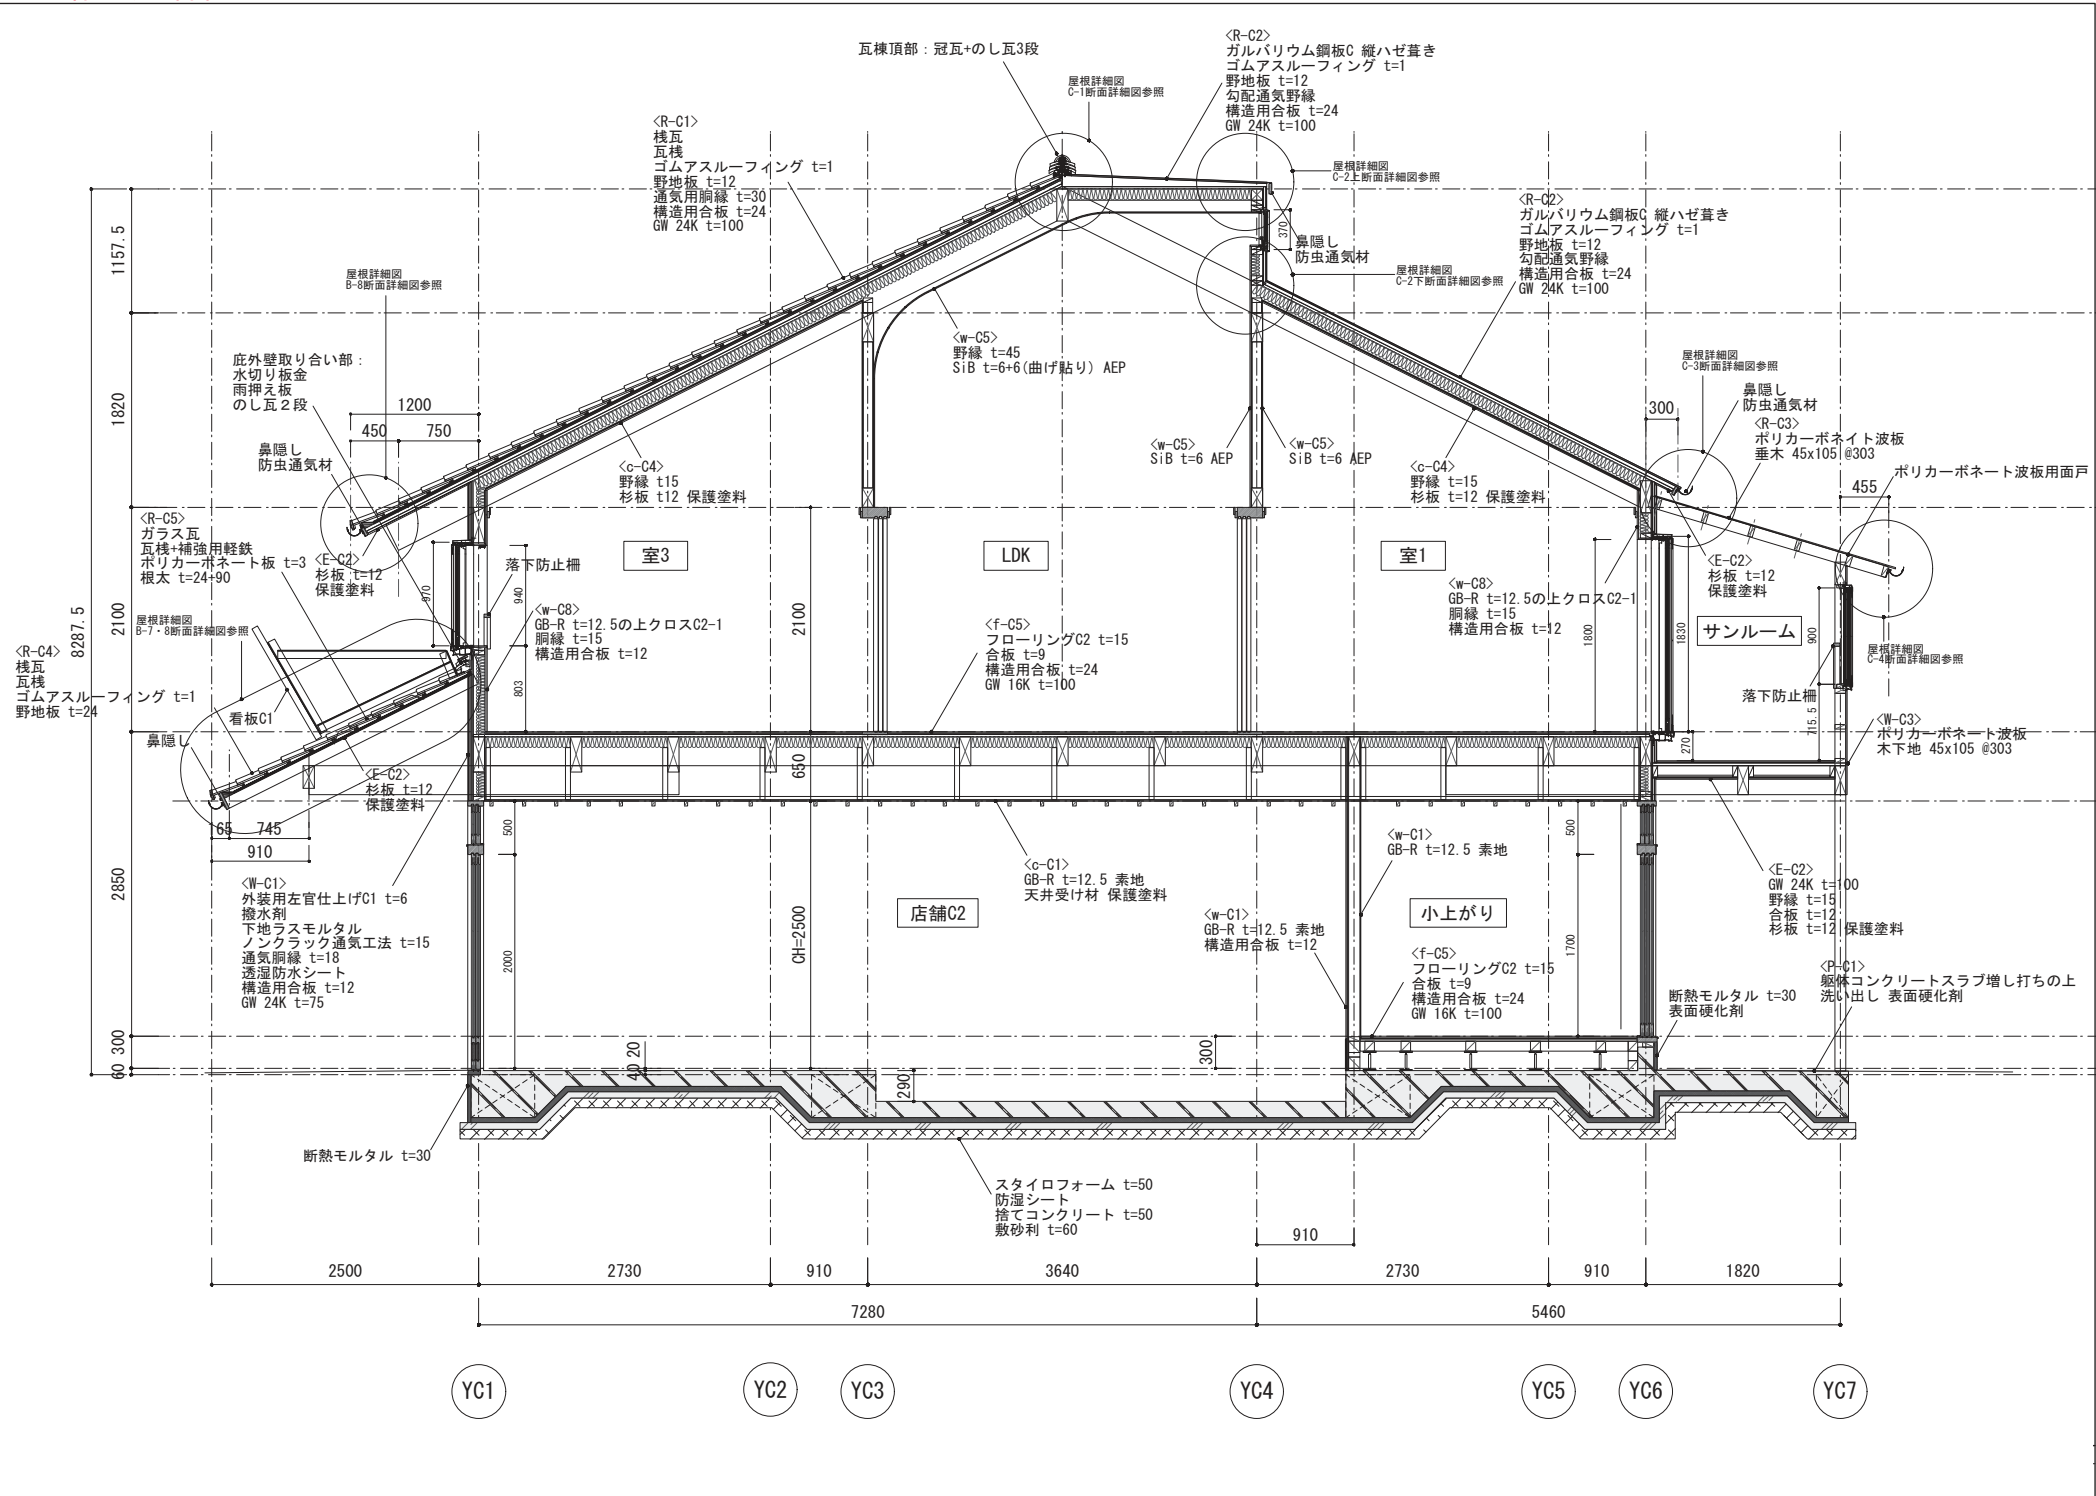 瓦棟頂部：冠瓦+のし瓦3段
屋根詳細図
C-1断面詳細図参照
<R-C2>
ガルバリウム鋼板C 縦ハゼ葺き
ゴムアスルーフィング t=1
野地板 t=12
勾配通気野縁
構造用合板 t=24
GW 24K t=100
<R-C1>
桟瓦
瓦桟
ゴムアスルーフィング t=1
野地板 t=12
通気用胴縁 t=30
構造用合板 t=24
GW 24K t=100
屋根詳細図
C-2上断面詳細図参照
<R-C2>
ガルバリウム鋼板C 縦ハゼ葺き
ゴムアスルーフィング t=1
野地板 t=12
勾配通気野縁
構造用合板 t=24
GW 24K t=100
370
鼻隠し
防虫通気材
屋根詳細図
C-2下断面詳細図参照
屋根詳細図
B-8断面詳細図参照
庇外壁取り合い部：
水切り板金
雨押え板
のし瓦２段
1200
450
750
鼻隠し
防虫通気材
<w-C5>
野縁 t=45
SiB t=6+6(曲げ貼り) AEP
屋根詳細図
C-3断面詳細図参照
鼻隠し
防虫通気材
300
<R-C3>
ポリカーボネイト波板
垂木 45x105 @303
ポリカーボネート波板用面戸
455
<c-C4>
野縁 t15
杉板 t12 保護塗料
<w-C5>
SiB t=6 AEP
<w-C5>
SiB t=6 AEP
<c-C4>
野縁 t=15
杉板 t=12 保護塗料
<R-C5>
ガラス瓦
瓦桟+補強用軽鉄
ポリカーボネート板 t=3
根太 t=24+90
<E-C2>
杉板 t=12
保護塗料
屋根詳細図
B-7・8断面詳細図参照
<R-C4>
桟瓦
瓦桟
ゴムアスルーフィング t=1
野地板 t=24
看板C1
鼻隠し
970
940
803
落下防止柵
<w-C8>
GB-R t=12.5の上クロスC2-1
胴縁 t=15
構造用合板 t=12
室3
LDK
室1
サンルーム
2100
<f-C5>
フローリングC2 t=15
合板 t=9
構造用合板 t=24
GW 16K t=100
<w-C8>
GB-R t=12.5の上クロスC2-1
胴縁 t=15
構造用合板 t=12
1800
1830
270
<E-C2>
杉板 t=12
保護塗料
900
715.5
屋根詳細図
C-4断面詳細図参照
落下防止柵
<W-C3>
ポリカーボネート波板
木下地 45x105 @303
1157.5
1820
2100
2850
300
60
8287.5
<E-C2>
杉板 t=12
保護塗料
65
745
910
<W-C1>
外装用左官仕上げC1 t=6
撥水剤
下地ラスモルタル
ノンクラック通気工法 t=15
通気胴縁 t=18
透湿防水シート
構造用合板 t=12
GW 24K t=75
650
500
2000
CH=2500
<c-C1>
GB-R t=12.5 素地
天井受け材 保護塗料
店舗C2
<w-C1>
GB-R t=12.5 素地
構造用合板 t=12
<w-C1>
GB-R t=12.5 素地
小上がり
<f-C5>
フローリングC2 t=15
合板 t=9
構造用合板 t=24
GW 16K t=100
500
1700
<E-C2>
GW 24K t=100
野縁 t=15
合板 t=12
杉板 t=12 保護塗料
<P-C1>
躯体コンクリートスラブ増し打ちの上
洗い出し 表面硬化剤
断熱モルタル t=30
表面硬化剤
300
20
40
290
断熱モルタル t=30
スタイロフォーム t=50
防湿シート
捨てコンクリート t=50
敷砂利 t=60
910
2500
2730
910
3640
2730
910
1820
7280
5460
YC1
YC2
YC3
YC4
YC5
YC6
YC7